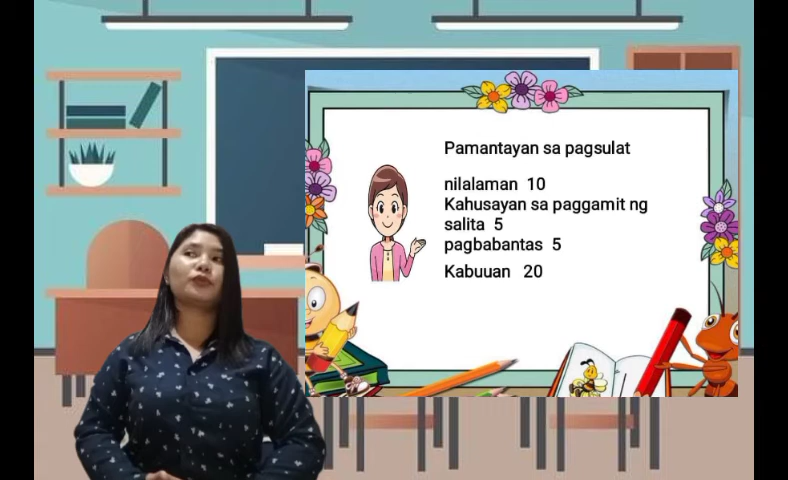 Pamantayan sa pagsulat
nilalaman 10
Kahusayan sa paggamit ng
salita 5
pagbabantas 5
Kabuuan 20